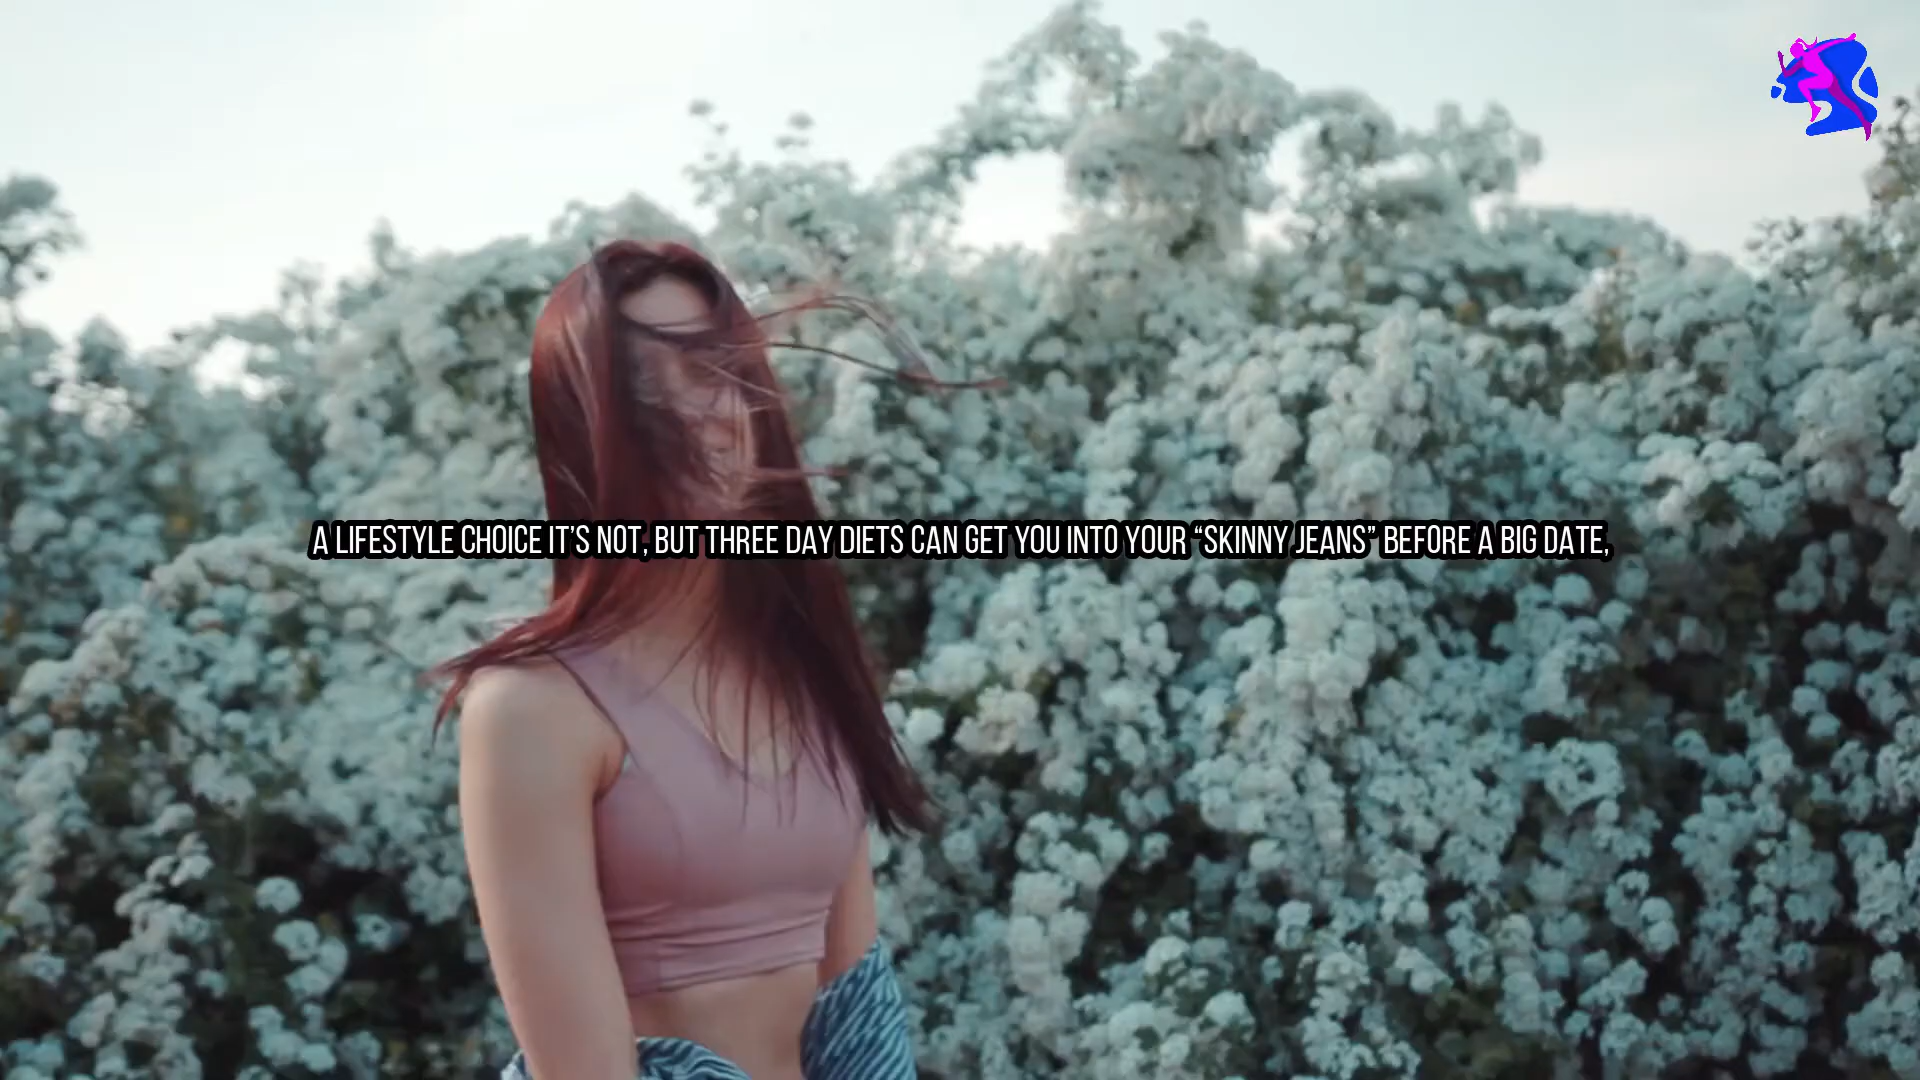 A LIFESTYLE CHOICE IT’S NOT, BUT THREE DAY DIETS CAN GET YOU INTO YOUR “SKINNY JEANS” BEFORE A BIG DATE,